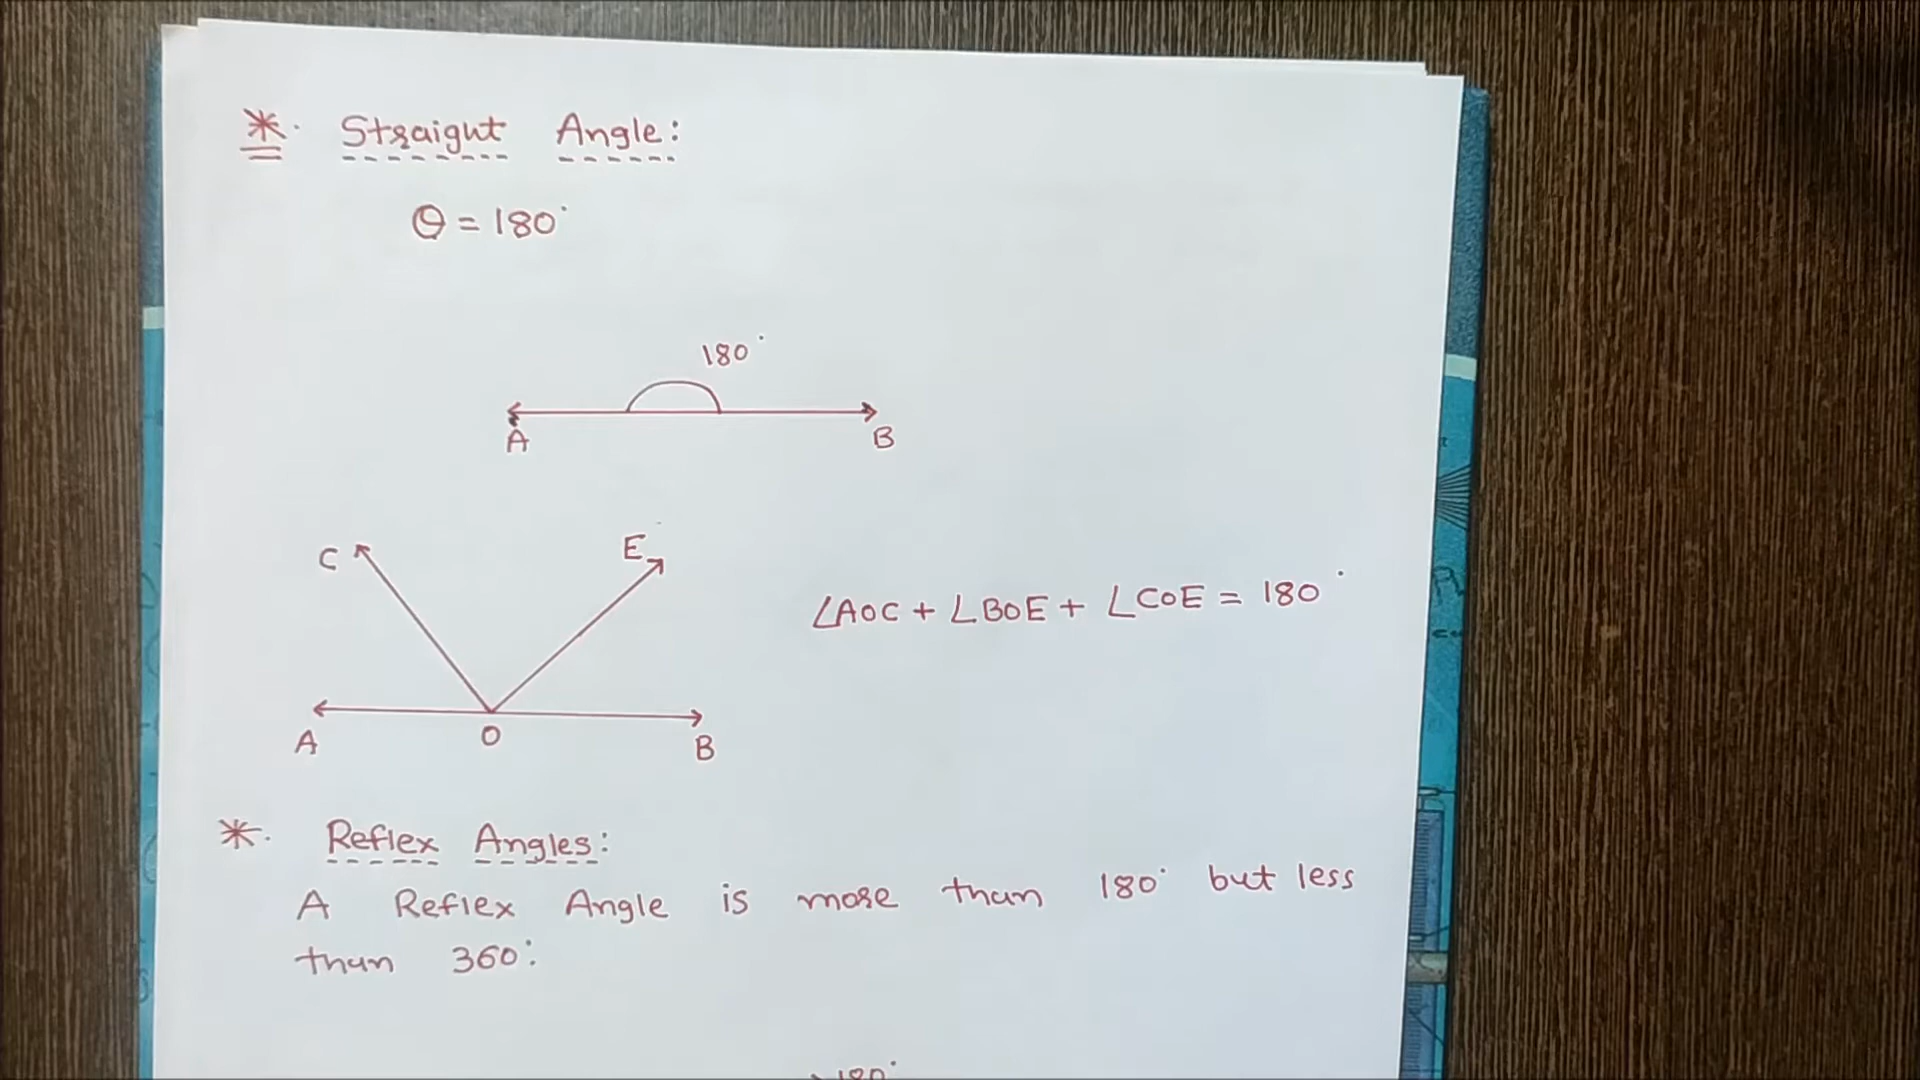 *. Straight Angle:
θ = 180°
180°
A B
C E
∠AOC + ∠BOE + ∠COE = 180°
A O B
*. Reflex Angles:
A Reflex Angle is more than 180° but less
than 360°.
180°